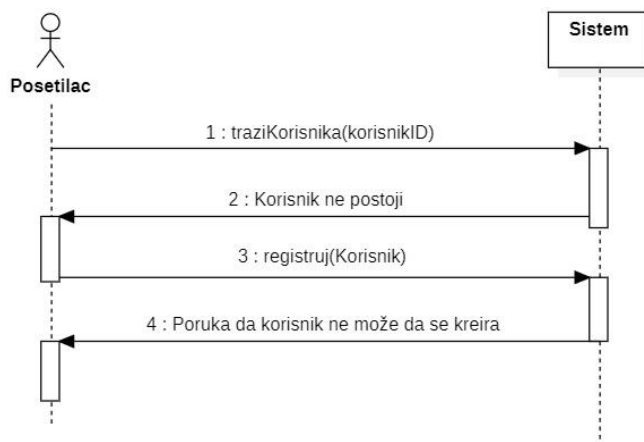 Posetilac
Sistem
1 : traziKorisnika(korisnikID)
2 : Korisnik ne postoji
3 : registruj(Korisnik)
4 : Poruka da korisnik ne može da se kreira